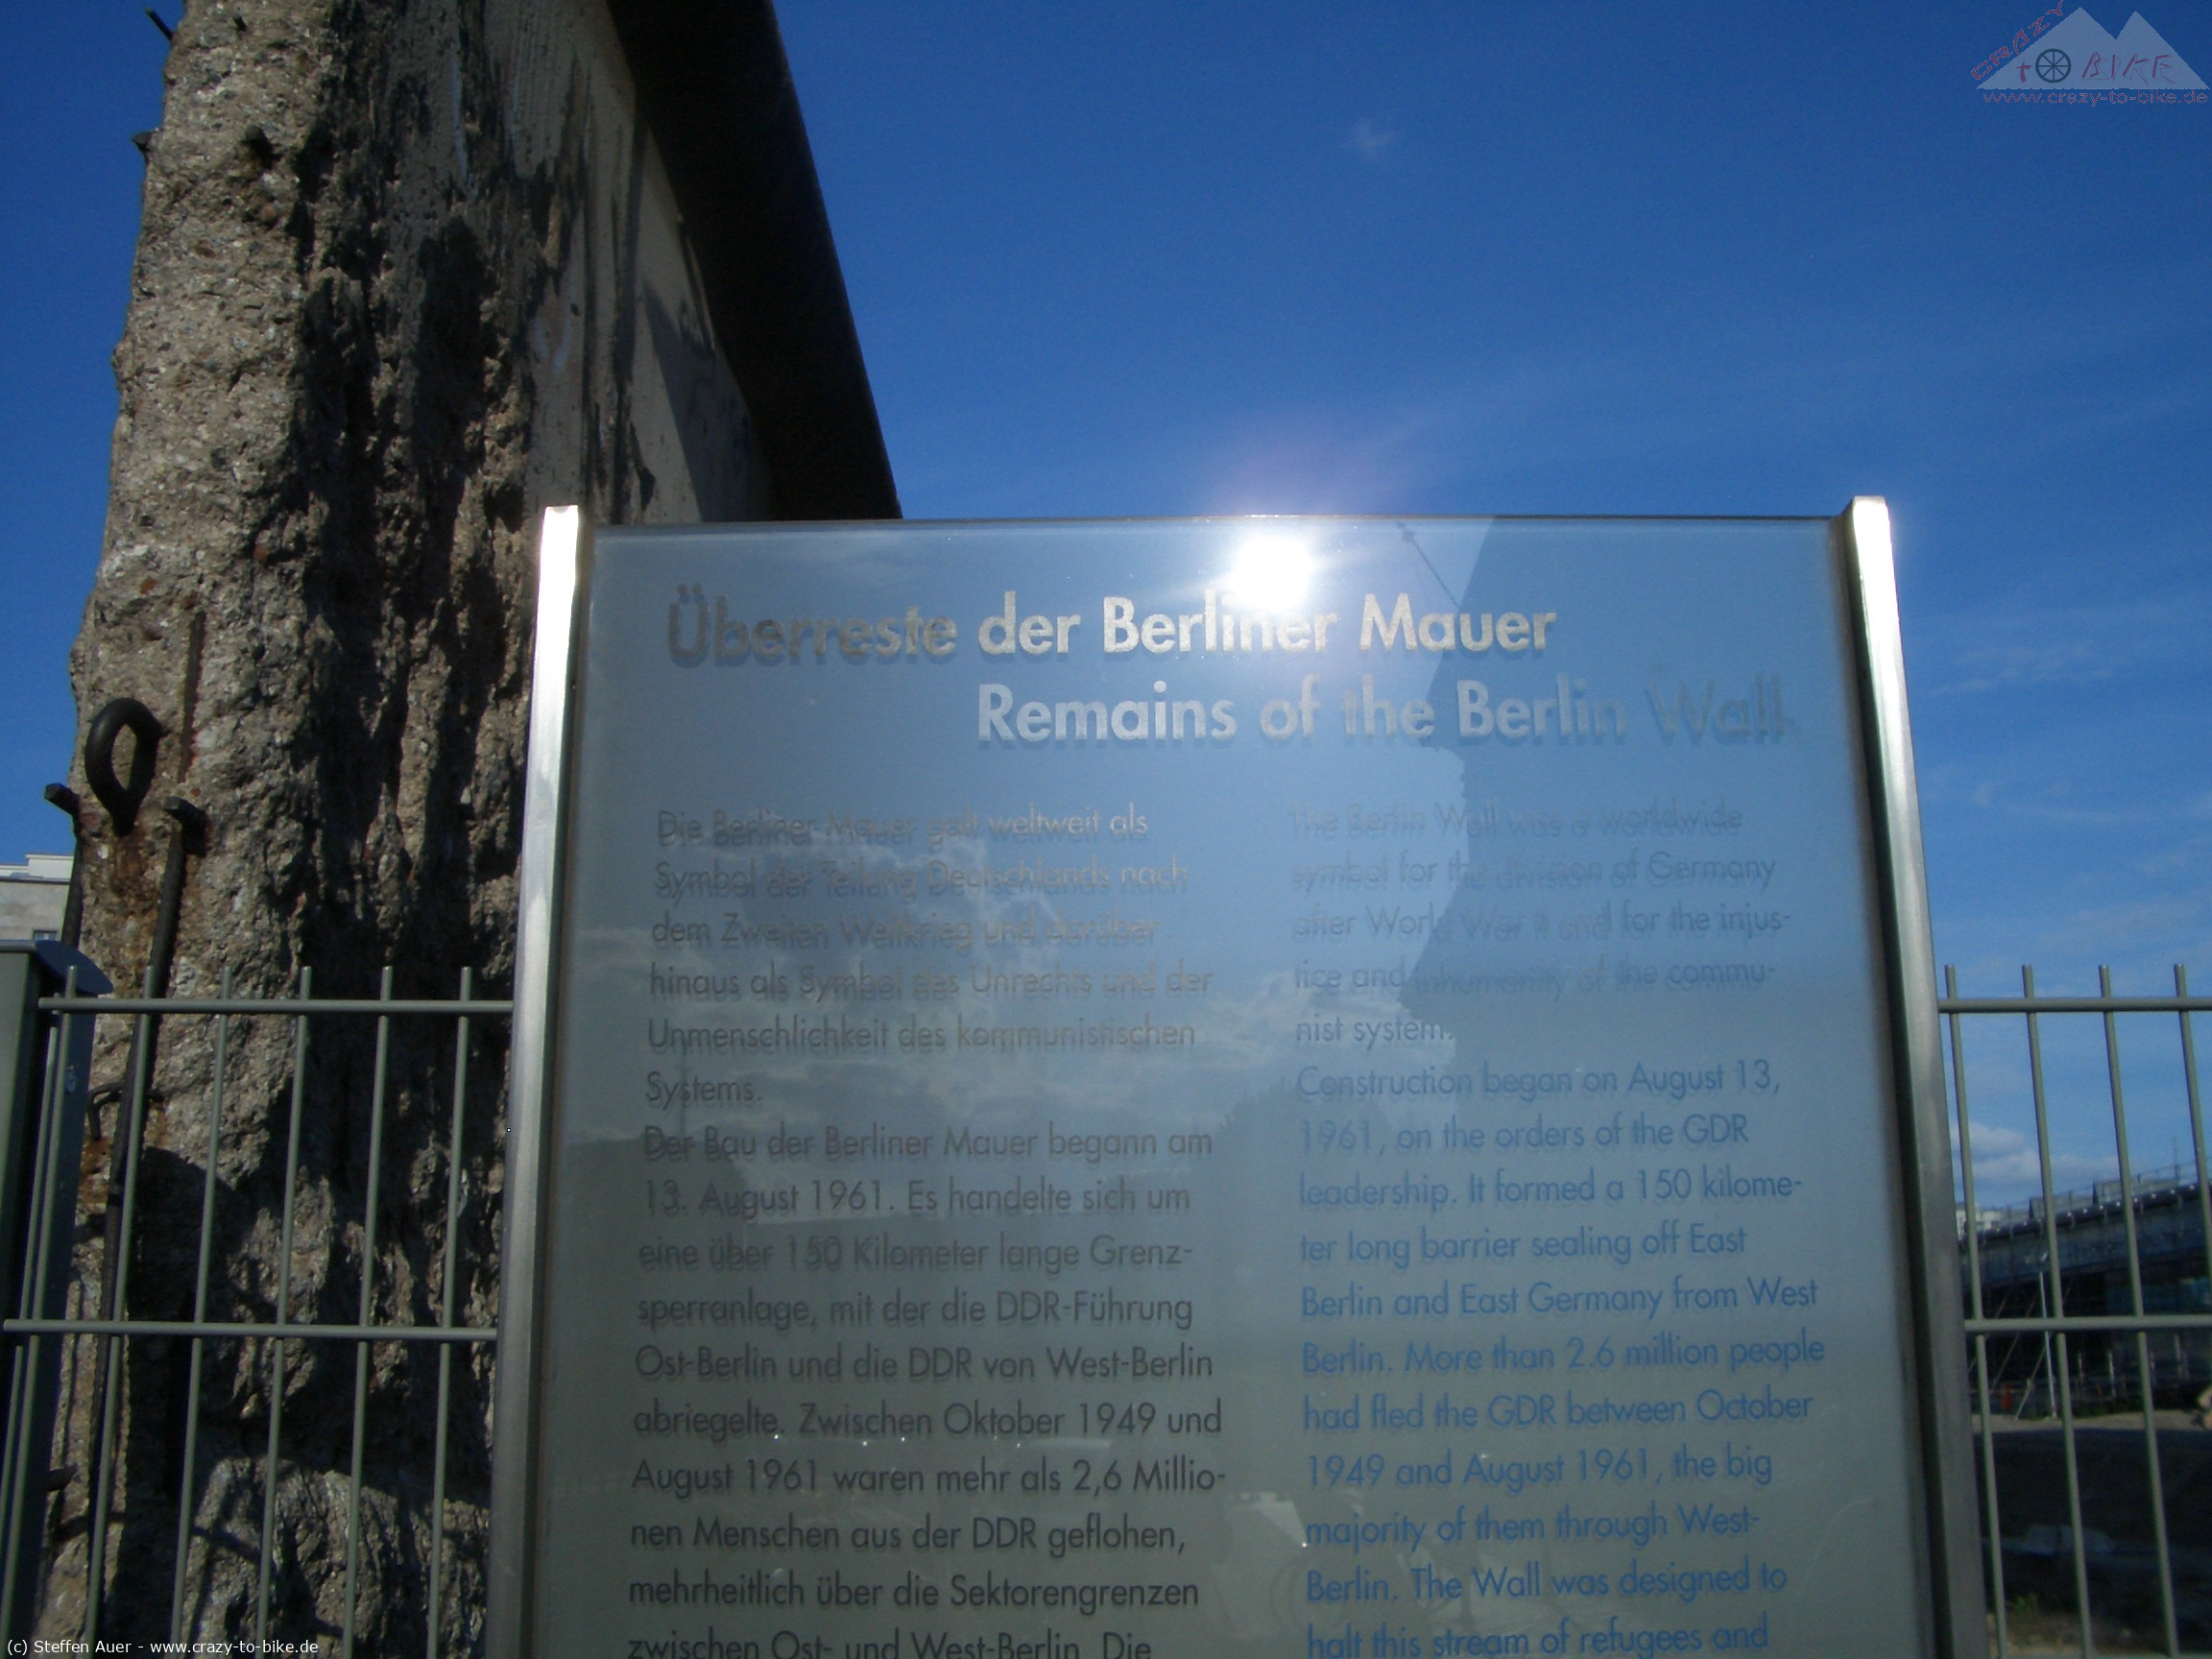 CRAZY
to BIKE
www.crazy-to-bike.de
Überreste der Berliner Mauer
Remains of the Berlin Wall
Die Berliner Mauer galt weltweit als
Symbol der Teilung Deutschlands nach
dem Zweiten Weltkrieg und darüber
hinaus als Symbol des Unrechts und der
Unmenschlichkeit des kommunistischen
Systems.
Der Bau der Berliner Mauer begann am
13. August 1961. Es handelte sich um
eine über 150 Kilometer lange Grenz-
sperranlage, mit der die DDR-Führung
Ost-Berlin und die DDR von West-Berlin
abriegelte. Zwischen Oktober 1949 und
August 1961 waren mehr als 2,6 Millio-
nen Menschen aus der DDR geflohen,
mehrheitlich über die Sektorengrenzen
zwischen Ost- und West-Berlin. Die
The Berlin Wall was a worldwide
symbol for the division of Germany
after World War II and for the injus-
tice and inhumanity of the commu-
nist system.
Construction began on August 13,
1961, on the orders of the GDR
leadership. It formed a 150 kilome-
ter long barrier sealing off East
Berlin and East Germany from West
Berlin. More than 2.6 million people
had fled the GDR between October
1949 and August 1961, the big
majority of them through West-
Berlin. The Wall was designed to
halt this stream of refugees and
(c) Steffen Auer - www.crazy-to-bike.de